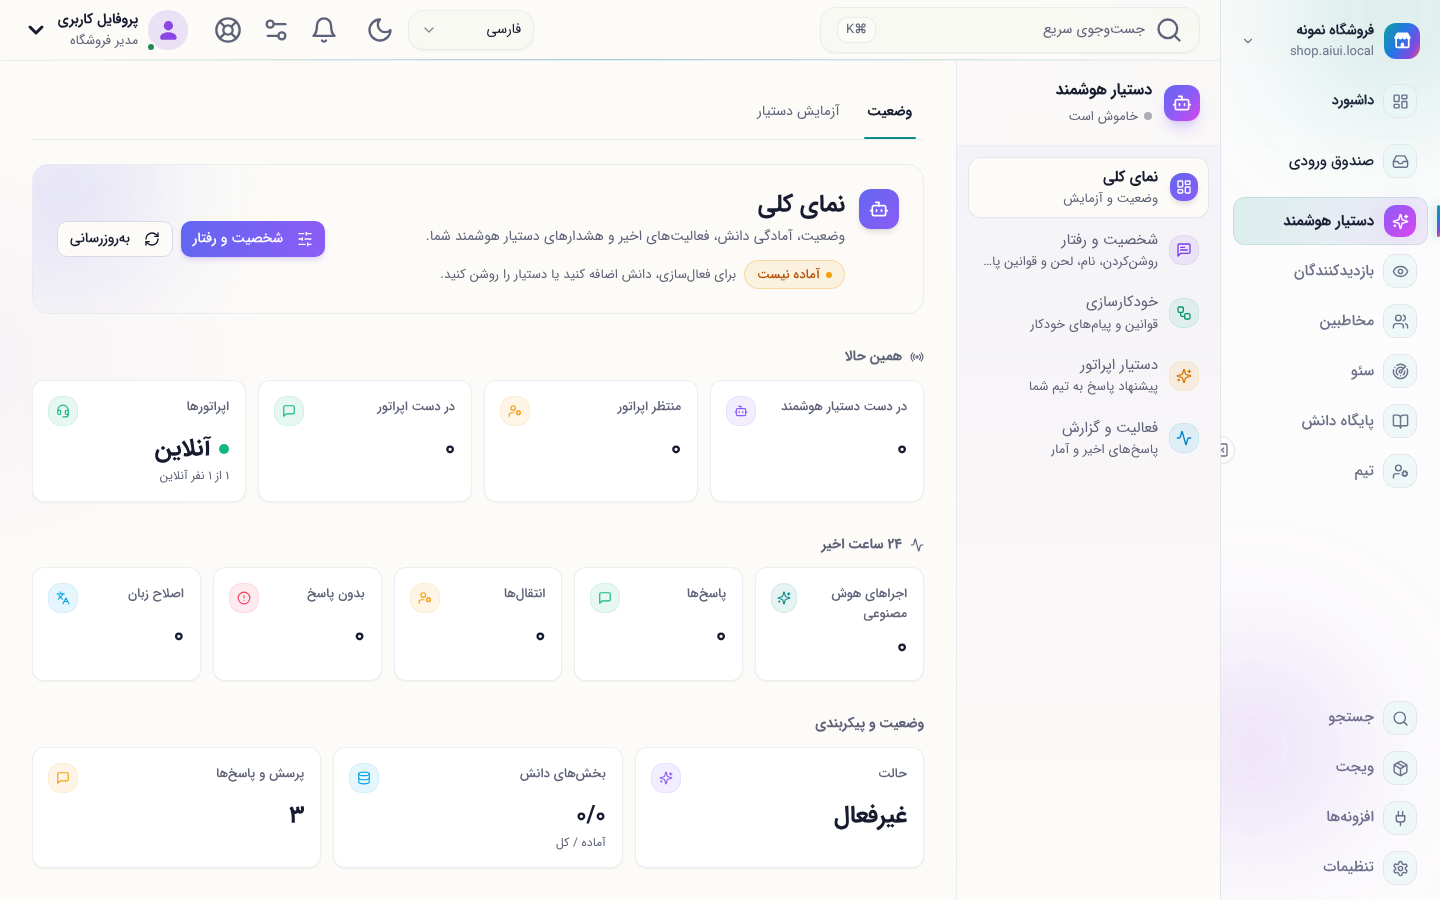 فروشگاه نمونه
shop.aiui.local
داشبورد
صندوق ورودی
دستیار هوشمند
بازدیدکنندگان
مخاطبین
سئو
پایگاه دانش
تیم
جستجو
ویجت
افزونه‌ها
تنظیمات
جست‌وجوی سریع
⌘K
فارسی
پروفایل کاربری
مدیر فروشگاه
دستیار هوشمند
خاموش است
نمای کلی
وضعیت و آزمایش
شخصیت و رفتار
روشن‌کردن، نام، لحن و قوانین پا...
خودکارسازی
قوانین و پیام‌های خودکار
دستیار اپراتور
پیشنهاد پاسخ به تیم شما
فعالیت و گزارش
پاسخ‌های اخیر و آمار
وضعیت
آزمایش دستیار
نمای کلی
وضعیت، آمادگی دانش، فعالیت‌های اخیر و هشدارهای دستیار هوشمند شما.
آماده نیست
برای فعال‌سازی، دانش اضافه کنید یا دستیار را روشن کنید.
شخصیت و رفتار
به‌روزرسانی
همین حالا
در دست دستیار هوشمند
۰
منتظر اپراتور
۰
در دست اپراتور
۰
اپراتورها
آنلاین
۱ از ۱ نفر آنلاین
۲۴ ساعت اخیر
اجراهای هوش
مصنوعی
۰
پاسخ‌ها
۰
انتقال‌ها
۰
بدون پاسخ
۰
اصلاح زبان
۰
وضعیت و پیکربندی
حالت
غیرفعال
بخش‌های دانش
۰/۰
آماده / کل
پرسش و پاسخ‌ها
۳